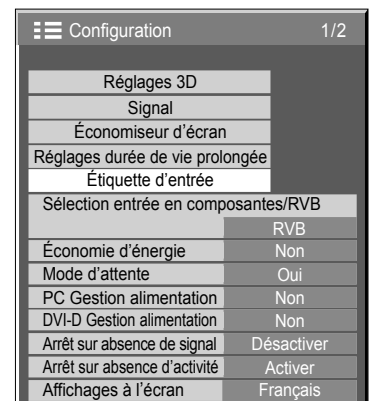 Configuration 1/2
Réglages 3D
Signal
Économiseur d'écran
Réglages durée de vie prolongée
Étiquette d'entrée
Sélection entrée en composantes/RVB
RVB
Économie d'énergie Non
Mode d'attente Oui
PC Gestion alimentation Non
DVI-D Gestion alimentation Non
Arrêt sur absence de signal Désactiver
Arrêt sur absence d'activité Activer
Affichages à l'écran Français